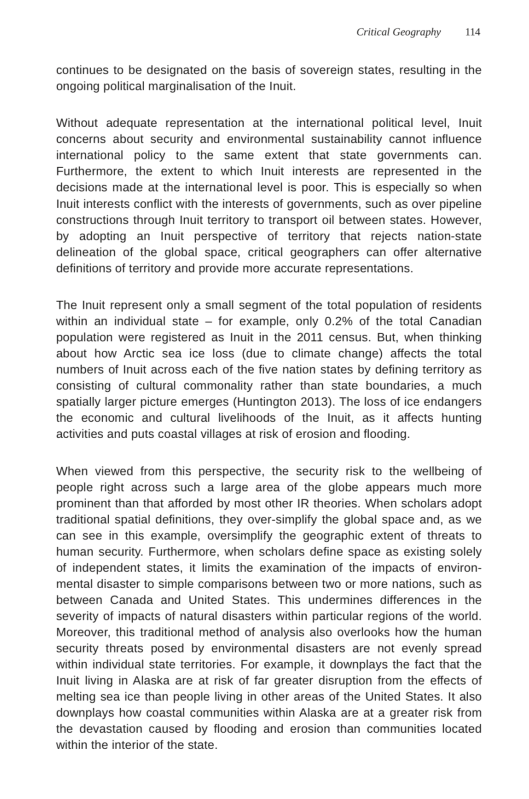 Critical Geography 114
continues to be designated on the basis of sovereign states, resulting in the
ongoing political marginalisation of the Inuit.
Without adequate representation at the international political level, Inuit
concerns about security and environmental sustainability cannot influence
international policy to the same extent that state governments can.
Furthermore, the extent to which Inuit interests are represented in the
decisions made at the international level is poor. This is especially so when
Inuit interests conflict with the interests of governments, such as over pipeline
constructions through Inuit territory to transport oil between states. However,
by adopting an Inuit perspective of territory that rejects nation-state
delineation of the global space, critical geographers can offer alternative
definitions of territory and provide more accurate representations.
The Inuit represent only a small segment of the total population of residents
within an individual state – for example, only 0.2% of the total Canadian
population were registered as Inuit in the 2011 census. But, when thinking
about how Arctic sea ice loss (due to climate change) affects the total
numbers of Inuit across each of the five nation states by defining territory as
consisting of cultural commonality rather than state boundaries, a much
spatially larger picture emerges (Huntington 2013). The loss of ice endangers
the economic and cultural livelihoods of the Inuit, as it affects hunting
activities and puts coastal villages at risk of erosion and flooding.
When viewed from this perspective, the security risk to the wellbeing of
people right across such a large area of the globe appears much more
prominent than that afforded by most other IR theories. When scholars adopt
traditional spatial definitions, they over-simplify the global space and, as we
can see in this example, oversimplify the geographic extent of threats to
human security. Furthermore, when scholars define space as existing solely
of independent states, it limits the examination of the impacts of environ-
mental disaster to simple comparisons between two or more nations, such as
between Canada and United States. This undermines differences in the
severity of impacts of natural disasters within particular regions of the world.
Moreover, this traditional method of analysis also overlooks how the human
security threats posed by environmental disasters are not evenly spread
within individual state territories. For example, it downplays the fact that the
Inuit living in Alaska are at risk of far greater disruption from the effects of
melting sea ice than people living in other areas of the United States. It also
downplays how coastal communities within Alaska are at a greater risk from
the devastation caused by flooding and erosion than communities located
within the interior of the state.